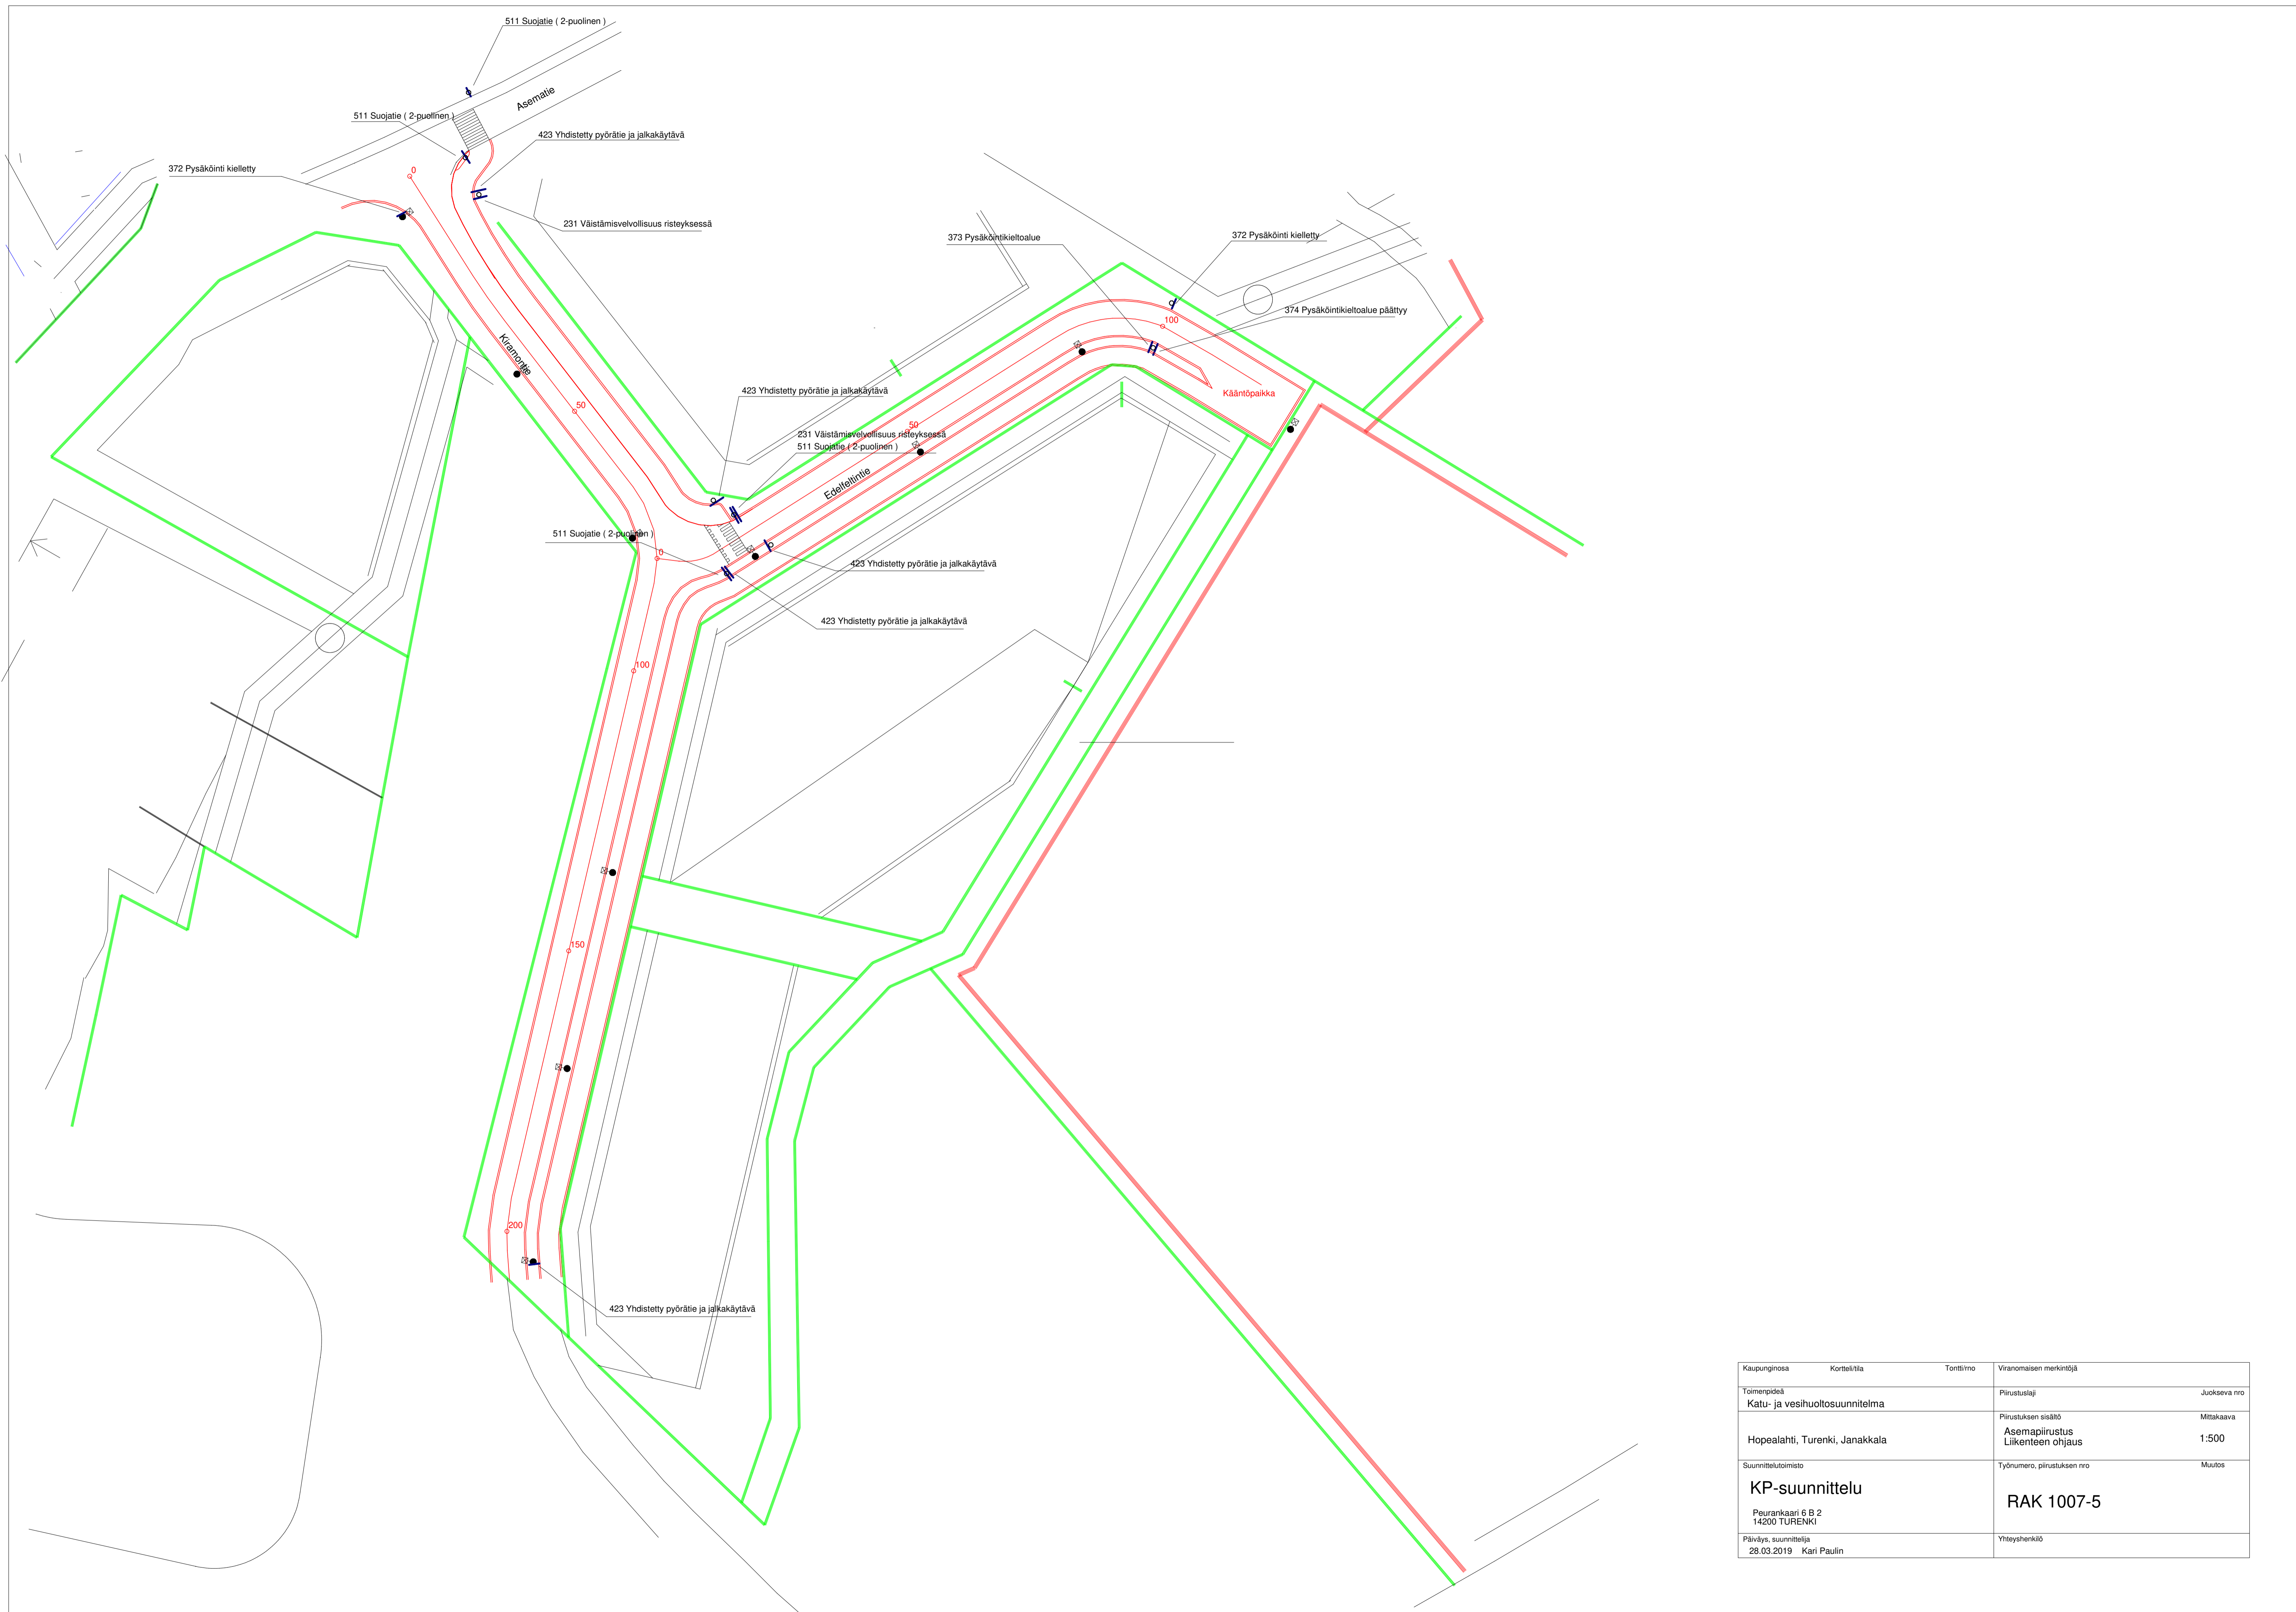 511 Suojatie ( 2-puolinen )
Asematie
511 Suojatie ( 2-puolinen )
423 Yhdistetty pyörätie ja jalkakäytävä
372 Pysäköinti kielletty
0
231 Väistämisvelvollisuus risteyksessä
373 Pysäköintikieltoalue
372 Pysäköinti kielletty
374 Pysäköintikieltoalue päättyy
100
Kiramontie
423 Yhdistetty pyörätie ja jalkakäytävä
Kääntöpaikka
50
50
231 Väistämisvelvollisuus risteyksessä
511 Suojatie ( 2-puolinen )
Edelfeltintie
511 Suojatie ( 2-puolinen )
0
423 Yhdistetty pyörätie ja jalkakäytävä
423 Yhdistetty pyörätie ja jalkakäytävä
100
150
200
423 Yhdistetty pyörätie ja jalkakäytävä
Kaupunginosa Kortteli/tila Tontti/rno Viranomaisen merkintöjä
Toimenpideä Piirustuslaji Juokseva nro
Katu- ja vesihuoltosuunnitelma
Piirustuksen sisältö Mittakaava
Hopealahti, Turenki, Janakkala
Asemapiirustus
Liikenteen ohjaus
1:500
Suunnittelutoimisto Työnumero, piirustuksen nro Muutos
KP-suunnittelu
RAK 1007-5
Peurankaari 6 B 2
14200 TURENKI
Päiväys, suunnittelija Yhteyshenkilö
28.03.2019 Kari Paulin